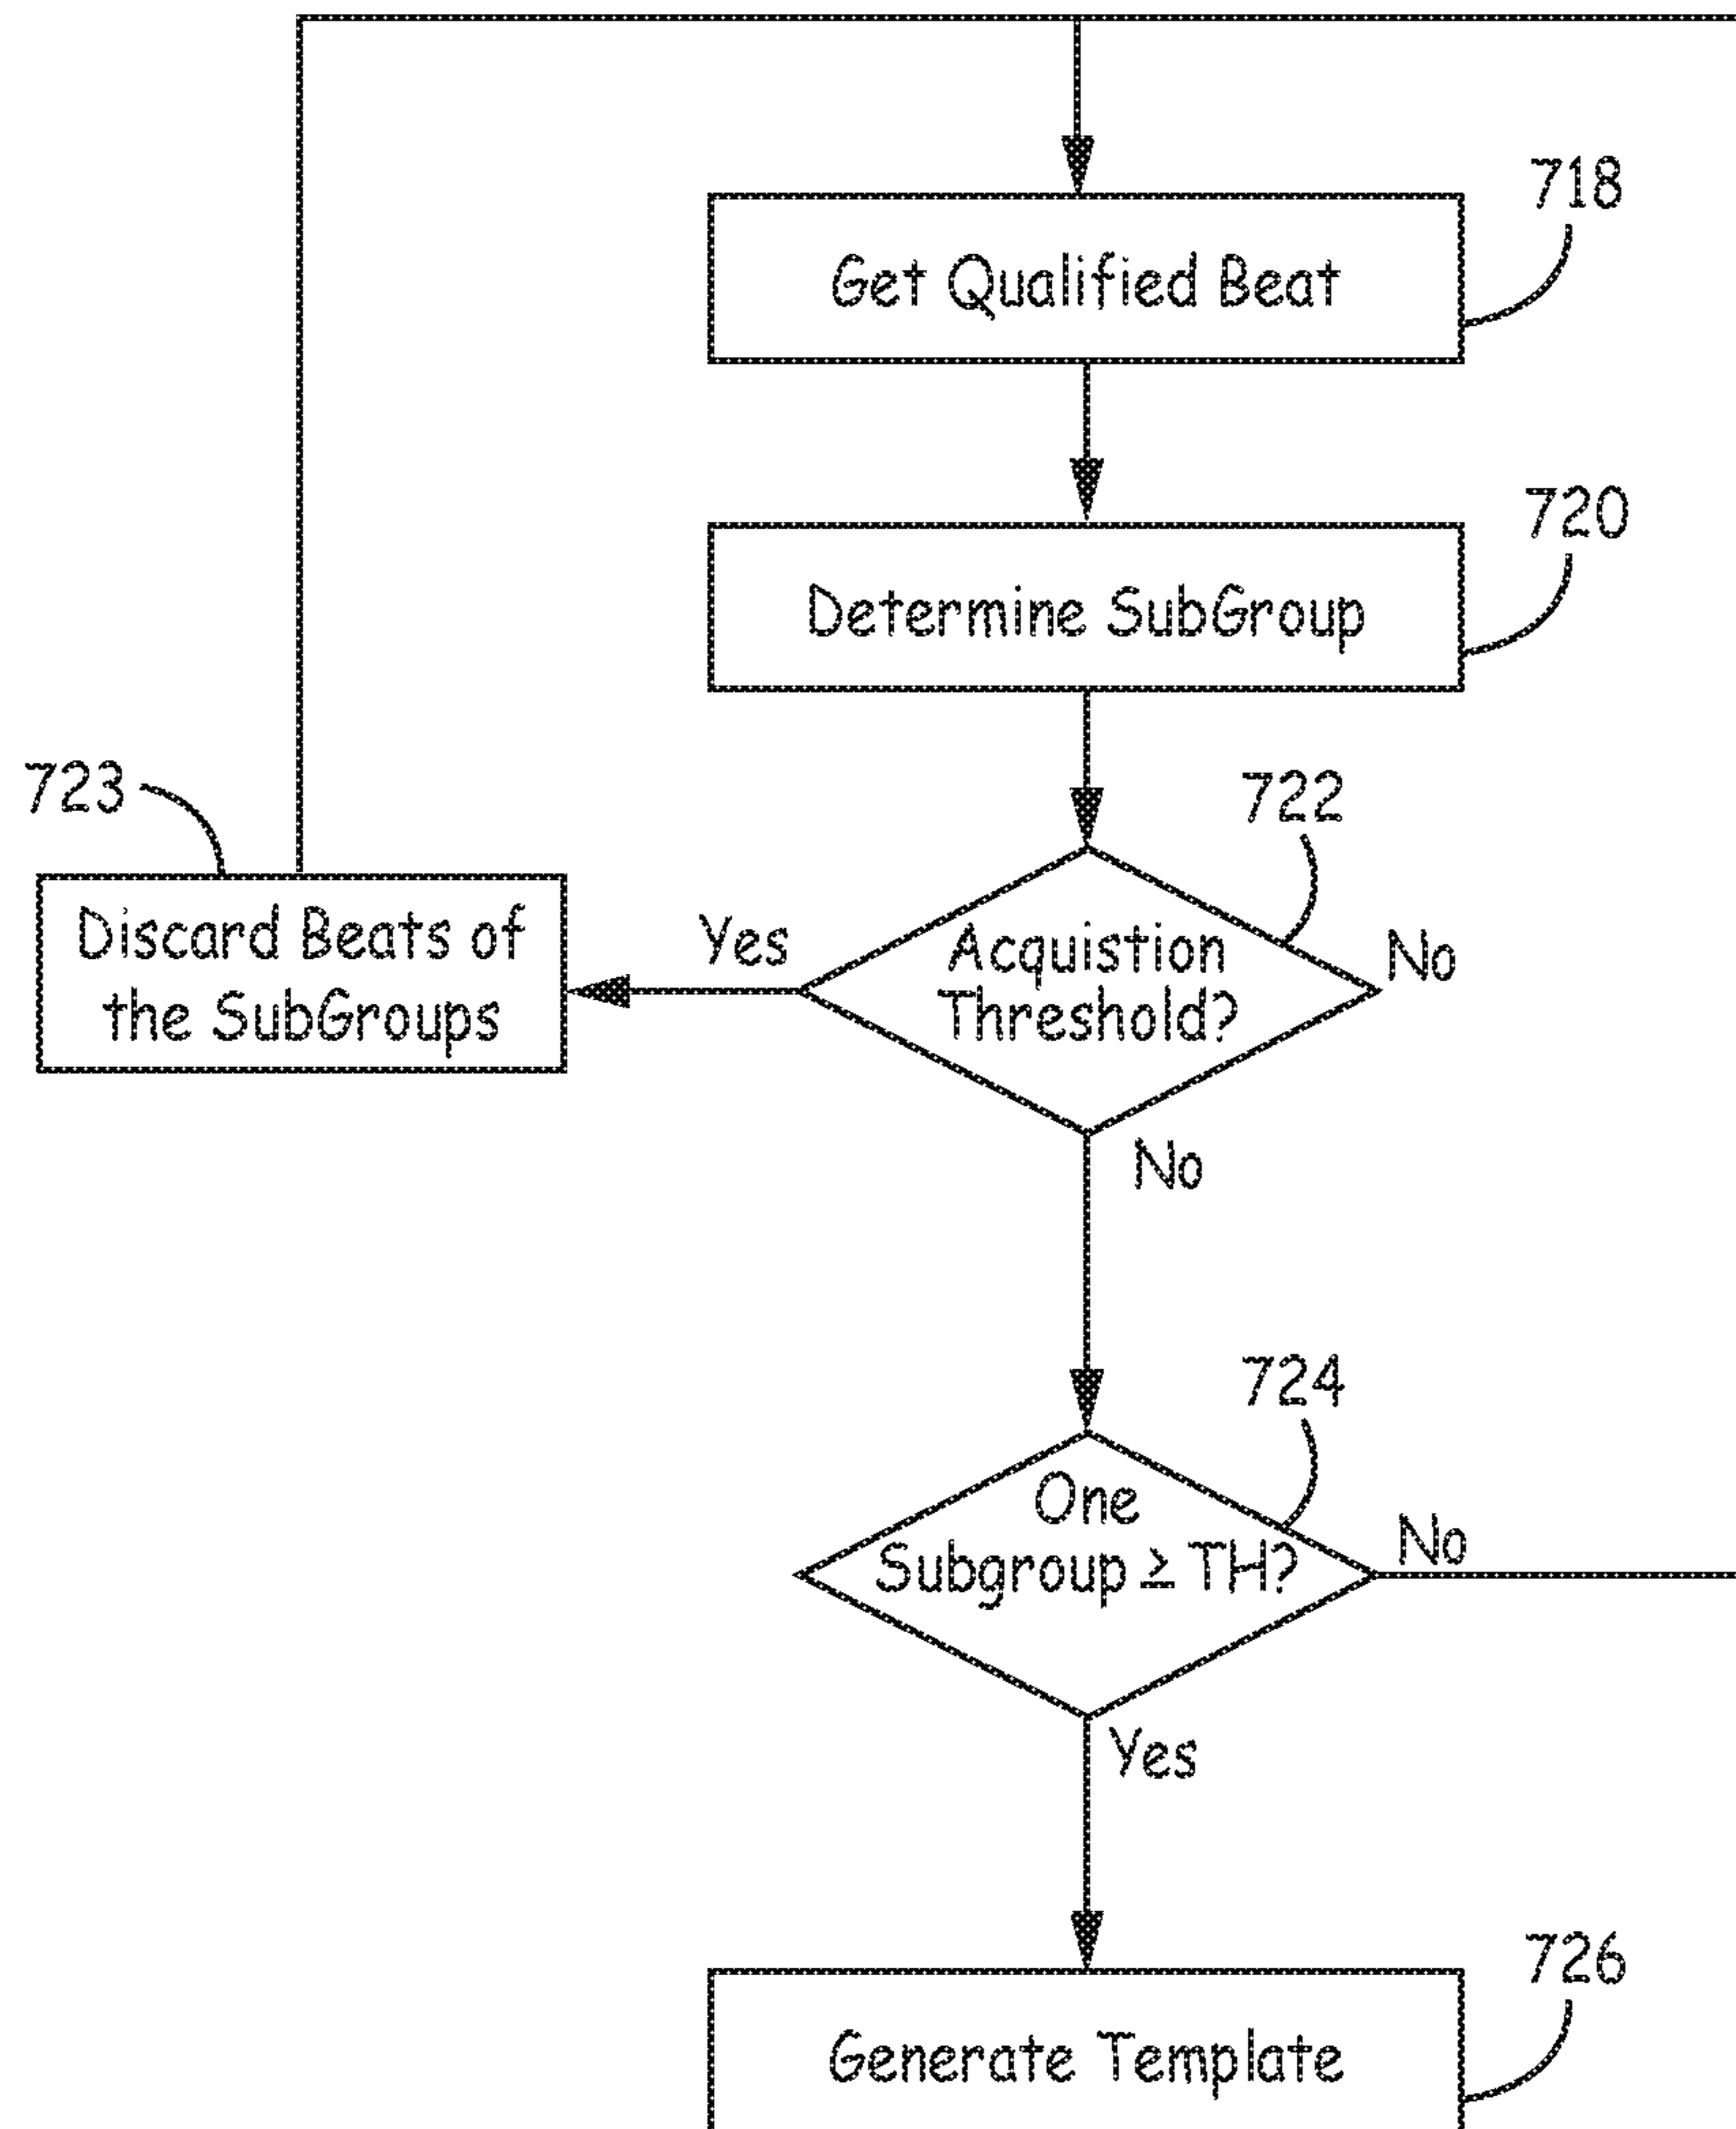 718
Get Qualified Beat
720
Determine SubGroup
723
722
Discard Beats of
the SubGroups
Yes
Acquistion
Threshold?
No
No
724
One
Subgroup ≥ TH?
No
Yes
726
Generate Template